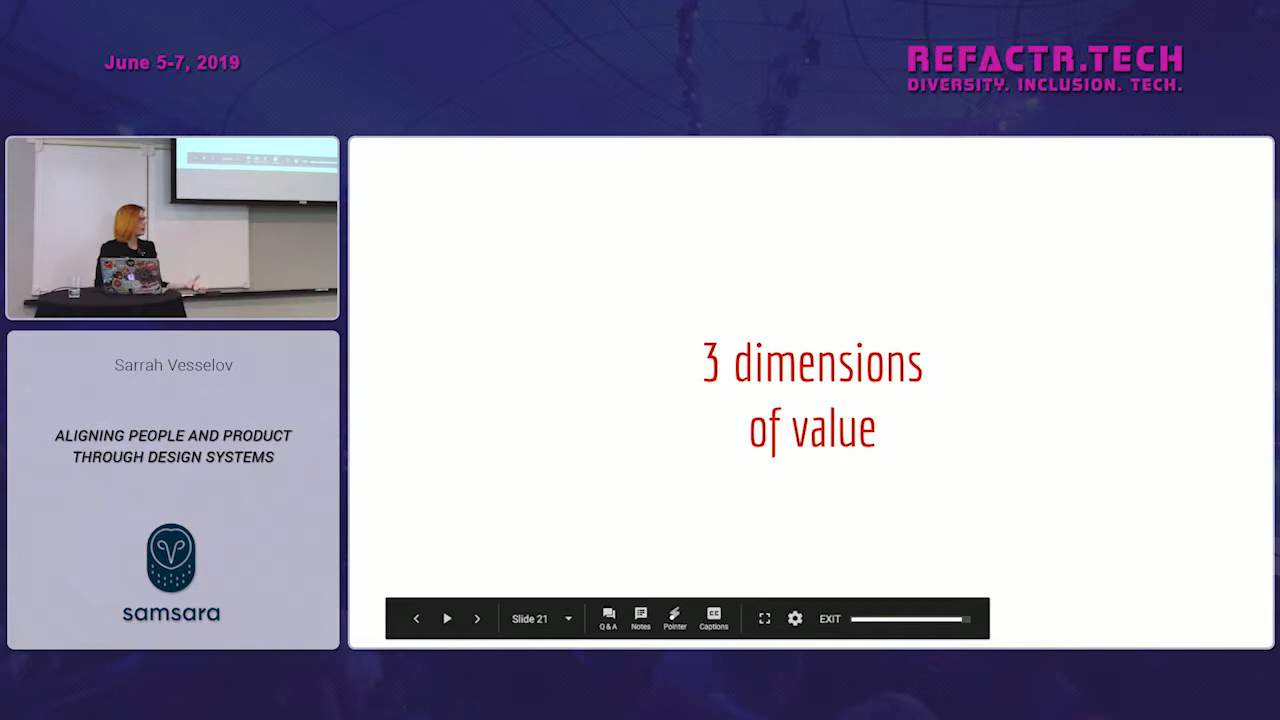 June 5-7, 2019
REFACTR.TECH
DIVERSITY. INCLUSION. TECH.
Sarrah Vesselov
ALIGNING PEOPLE AND PRODUCT
THROUGH DESIGN SYSTEMS
samsara
3 dimensions
of value
Slide 21
Q & A
Notes
Pointer
Captions
EXIT